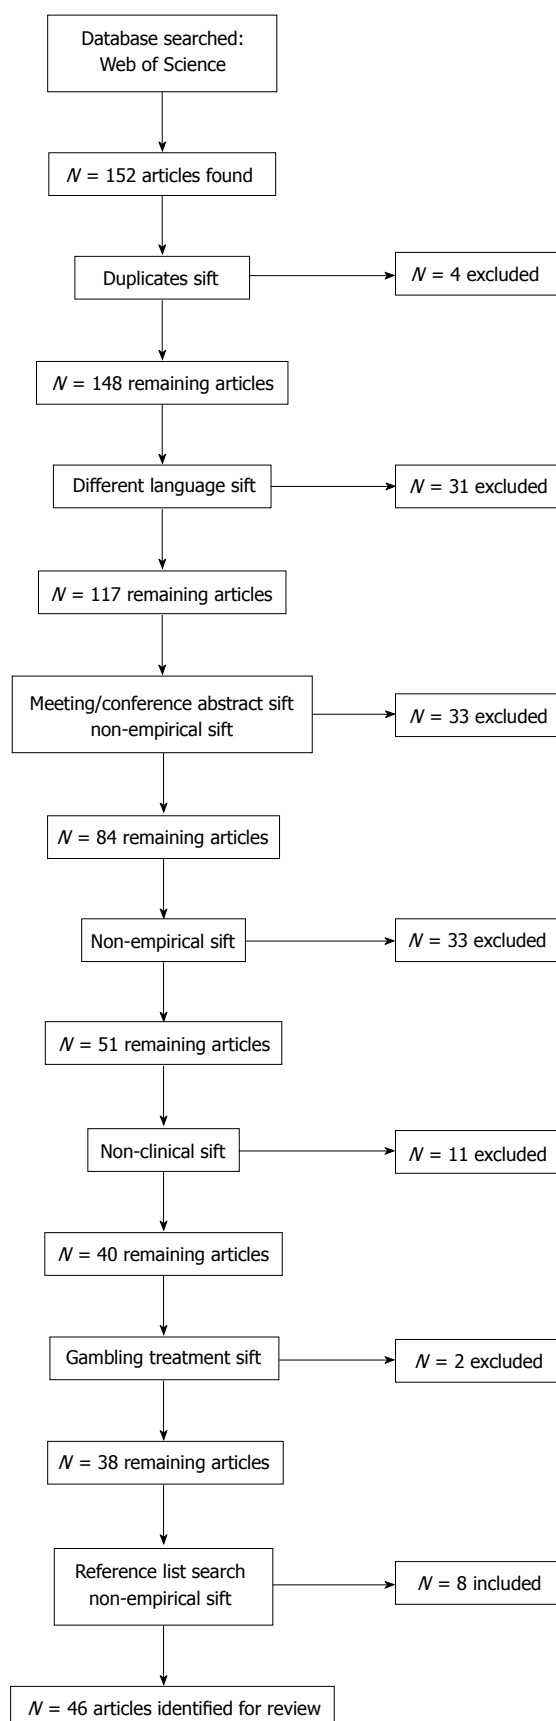 Database searched:
Web of Science
N = 152 articles found
Duplicates sift
N = 4 excluded
N = 148 remaining articles
Different language sift
N = 31 excluded
N = 117 remaining articles
Meeting/conference abstract sift
non-empirical sift
N = 33 excluded
N = 84 remaining articles
Non-empirical sift
N = 33 excluded
N = 51 remaining articles
Non-clinical sift
N = 11 excluded
N = 40 remaining articles
Gambling treatment sift
N = 2 excluded
N = 38 remaining articles
Reference list search
non-empirical sift
N = 8 included
N = 46 articles identified for review